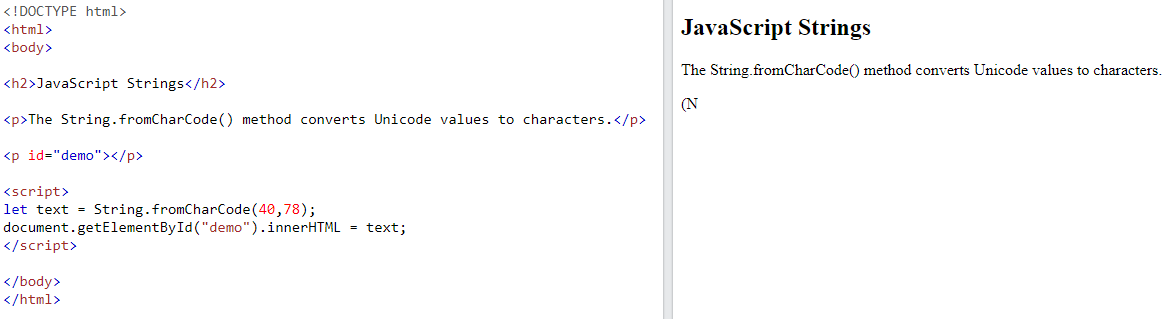 <!DOCTYPE html>
<html>
<body>
<h2>JavaScript Strings</h2>
<p>The String.fromCharCode() method converts Unicode values to characters.</p>
<p id="demo"></p>
<script>
let text = String.fromCharCode(40,78);
document.getElementById("demo").innerHTML = text;
</script>
</body>
</html>
JavaScript Strings
The String.fromCharCode() method converts Unicode values to characters.
(N